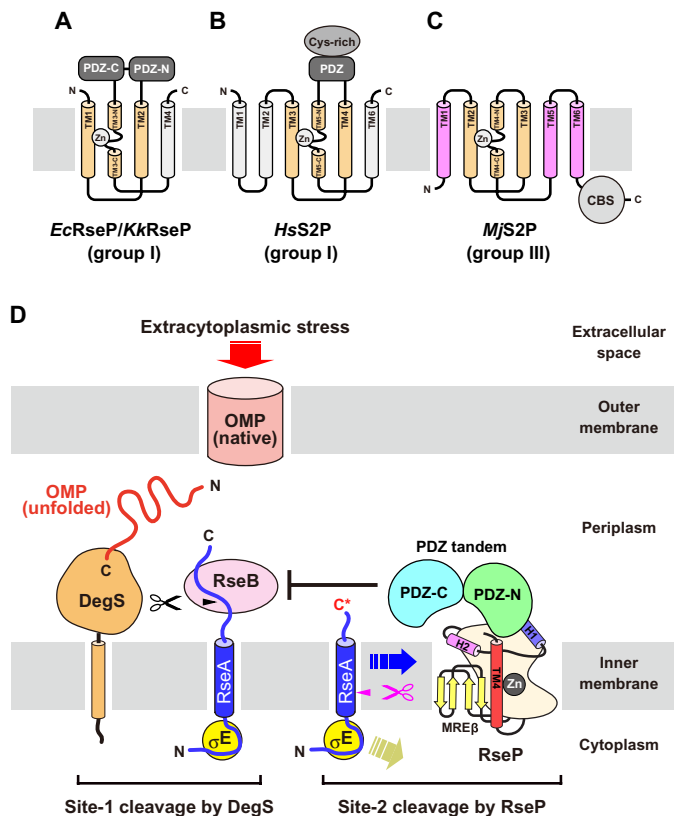 A
PDZ-C
PDZ-N
N
C
TM1
TM3-N
TM2
TM4
Zn
TM3-C
EcRseP/KkRseP
(group I)
B
Cys-rich
PDZ
N
C
TM1
TM2
TM3
TM5-N
TM4
TM6
Zn
TM5-C
HsS2P
(group I)
C
TM1
TM2
TM4-N
TM3
TM5
TM6
Zn
TM4-C
N
CBS
C
MjS2P
(group III)
D
Extracytoplasmic stress
Extracellular
space
OMP
(native)
Outer
membrane
OMP
(unfolded)
N
C
DegS
C
RseB
Periplasm
PDZ tandem
PDZ-C
PDZ-N
C*
H1
H2
RseA
RseA
TM4
Zn
Inner
membrane
MREβ
σE
N
σE
N
RseP
Cytoplasm
Site-1 cleavage by DegS
Site-2 cleavage by RseP